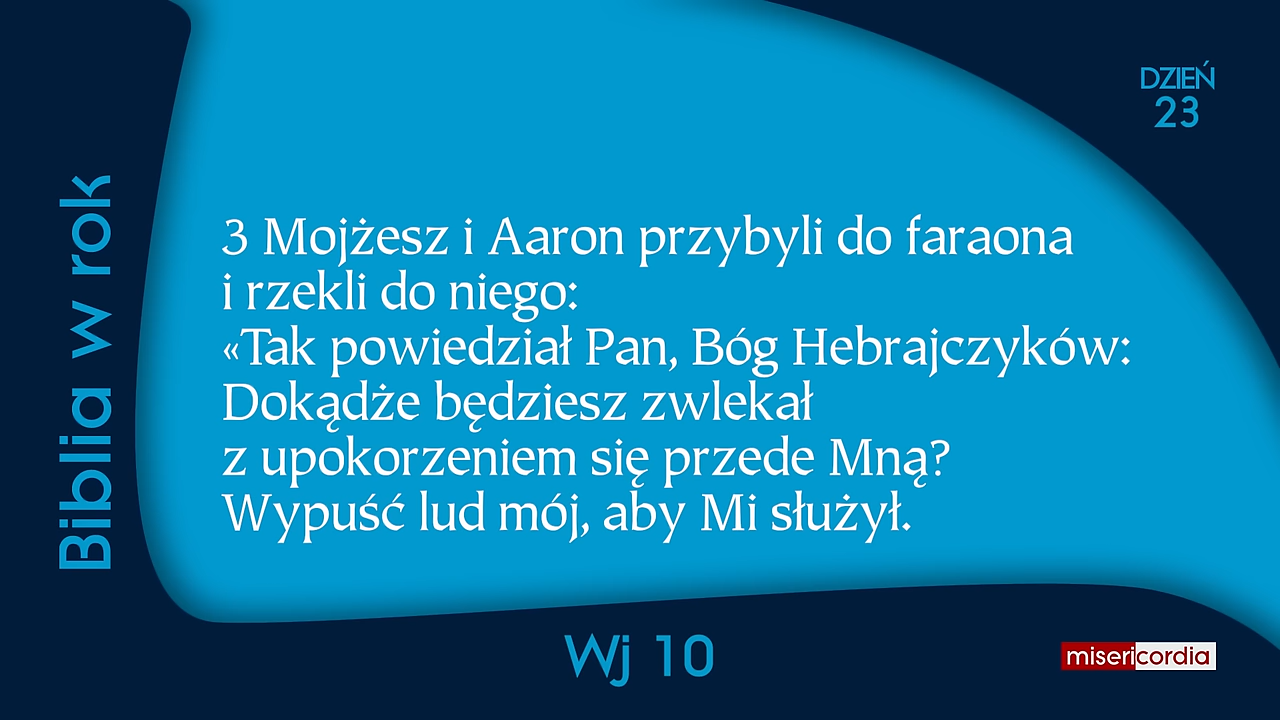 DZIEŃ
23
Biblia w rok
3 Mojżesz i Aaron przybyli do faraona
i rzekli do niego:
«Tak powiedział Pan, Bóg Hebrajczyków:
Dokądże będziesz zwlekał
z upokorzeniem się przede Mną?
Wypuść lud mój, aby Mi służył.
Wj 10
misericordia